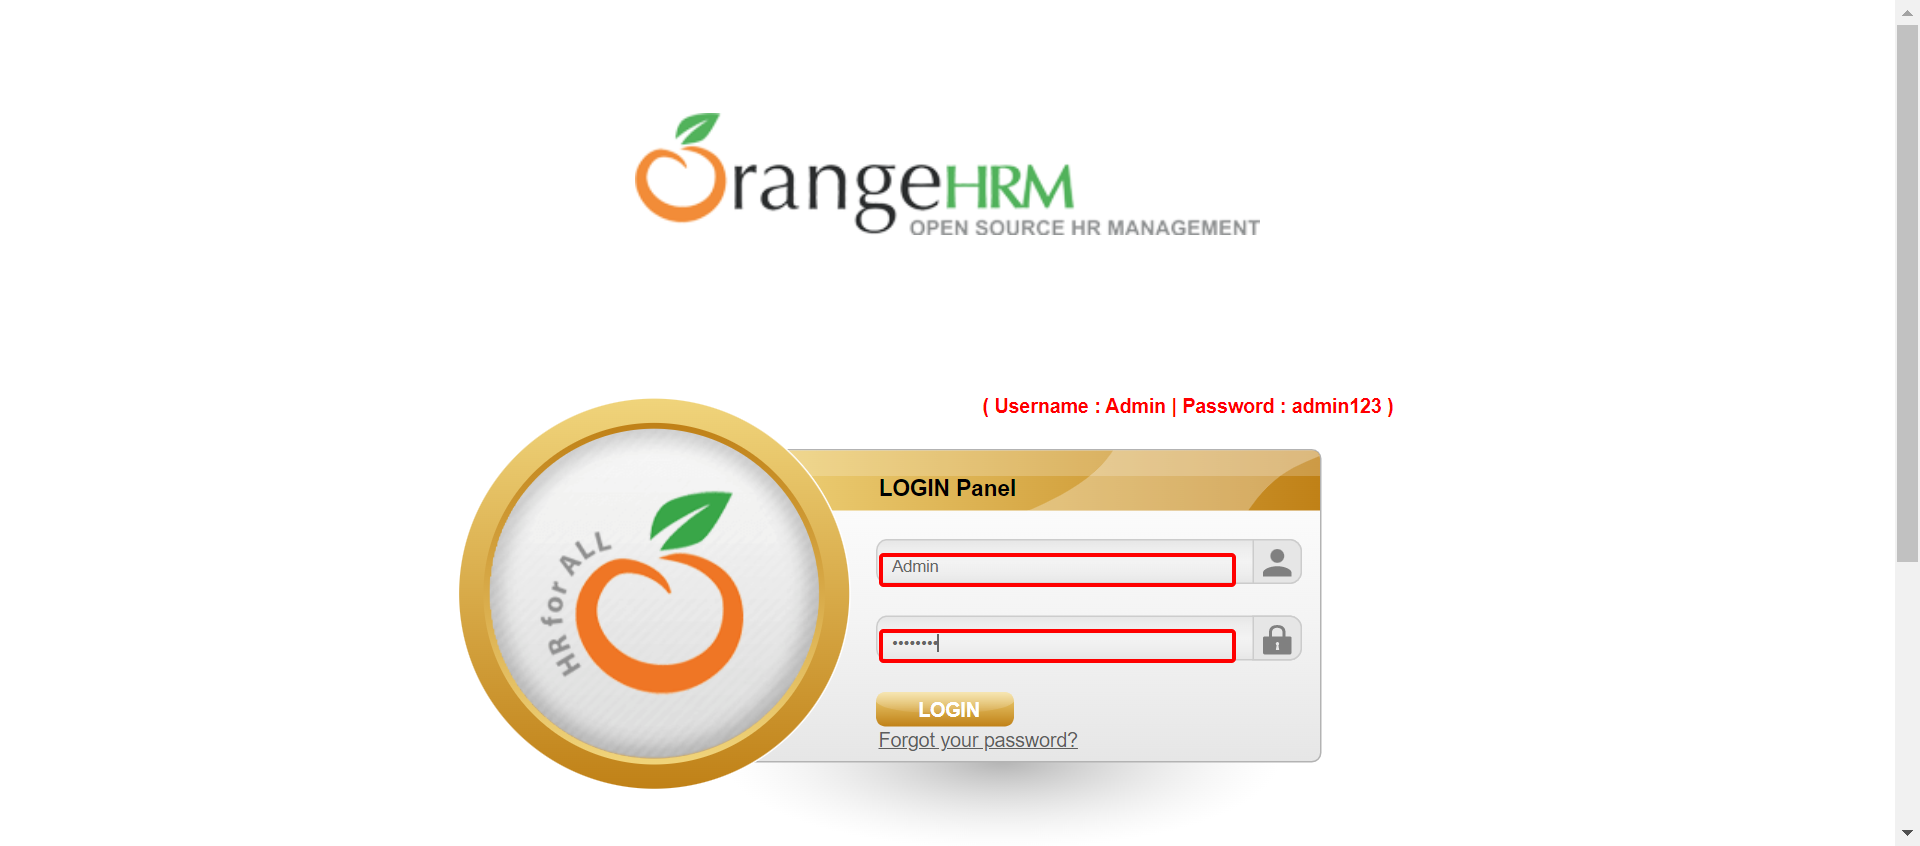 OrangeHRM
OPEN SOURCE HR MANAGEMENT
( Username : Admin | Password : admin123 )
LOGIN Panel
HR for ALL
Admin
••••••••
LOGIN
Forgot your password?